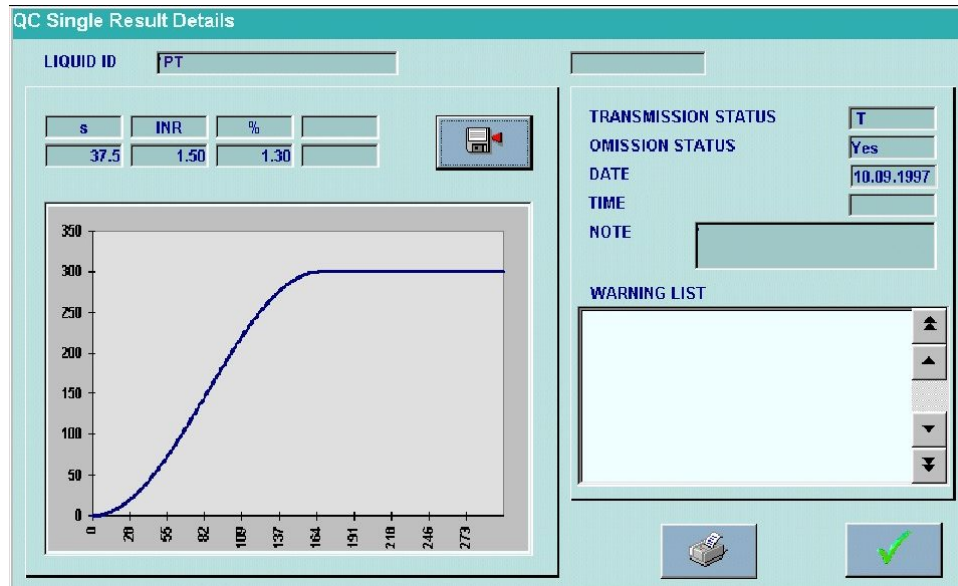 QC Single Result Details
LIQUID ID PT
s INR %
37.5 1.50 1.30
TRANSMISSION STATUS T
OMISSION STATUS Yes
DATE 10.09.1997
TIME
NOTE
WARNING LIST
350
300
250
200
150
100
50
0
0 28 55 82 109 137 164 191 218 246 273